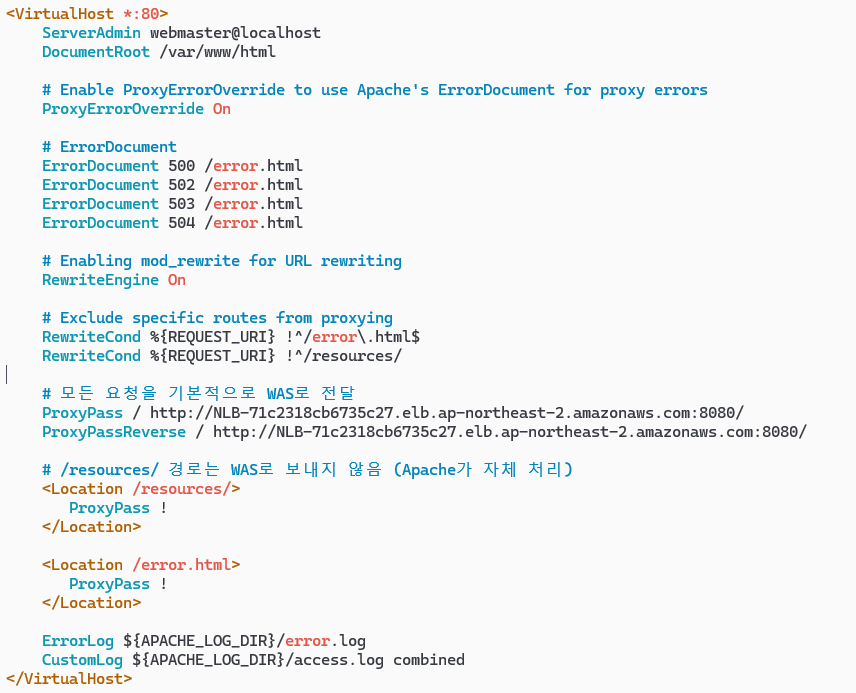 <VirtualHost *:80>
    ServerAdmin webmaster@localhost
    DocumentRoot /var/www/html

    # Enable ProxyErrorOverride to use Apache's ErrorDocument for proxy errors
    ProxyErrorOverride On

    # ErrorDocument
    ErrorDocument 500 /error.html
    ErrorDocument 502 /error.html
    ErrorDocument 503 /error.html
    ErrorDocument 504 /error.html

    # Enabling mod_rewrite for URL rewriting
    RewriteEngine On

    # Exclude specific routes from proxying
    RewriteCond %{REQUEST_URI} !^/error\.html$
    RewriteCond %{REQUEST_URI} !^/resources/

    # 모든 요청을 기본적으로 WAS로 전달
    ProxyPass / http://NLB-71c2318cb6735c27.elb.ap-northeast-2.amazonaws.com:8080/
    ProxyPassReverse / http://NLB-71c2318cb6735c27.elb.ap-northeast-2.amazonaws.com:8080/

    # /resources/ 경로는 WAS로 보내지 않음 (Apache가 자체 처리)
    <Location /resources/>
       ProxyPass !
    </Location>

    <Location /error.html>
       ProxyPass !
    </Location>

    ErrorLog ${APACHE_LOG_DIR}/error.log
    CustomLog ${APACHE_LOG_DIR}/access.log combined
</VirtualHost>